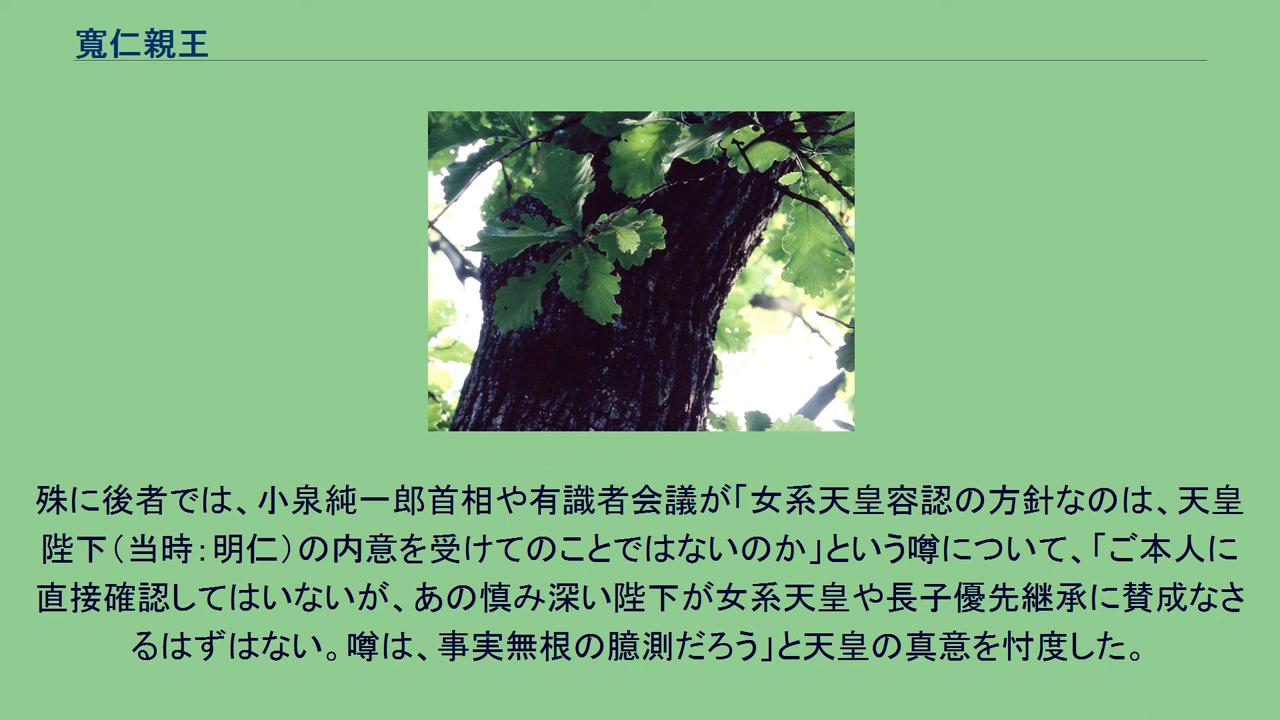 寬仁親王
殊に後者では、小泉純一郎首相や有識者会議が「女系天皇容認の方針なのは、天皇
陛下（当時：明仁）の内意を受けてのことではないのか」という噂について、「ご本人に
直接確認してはいないが、あの慎み深い陛下が女系天皇や長子優先継承に賛成なさ
るはずはない。噂は、事実無根の臆測だろう」と天皇の真意を忖度した。